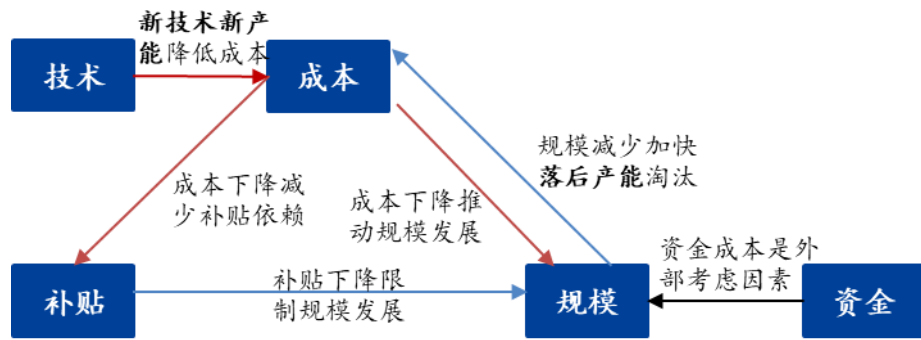 新技术新产
能降低成本
技术
成本
规模减少加快
落后产能淘汰
成本下降减
少补贴依赖
成本下降推
动规模发展
资金成本是外
部考虑因素
补贴
补贴下降限
制规模发展
规模
资金